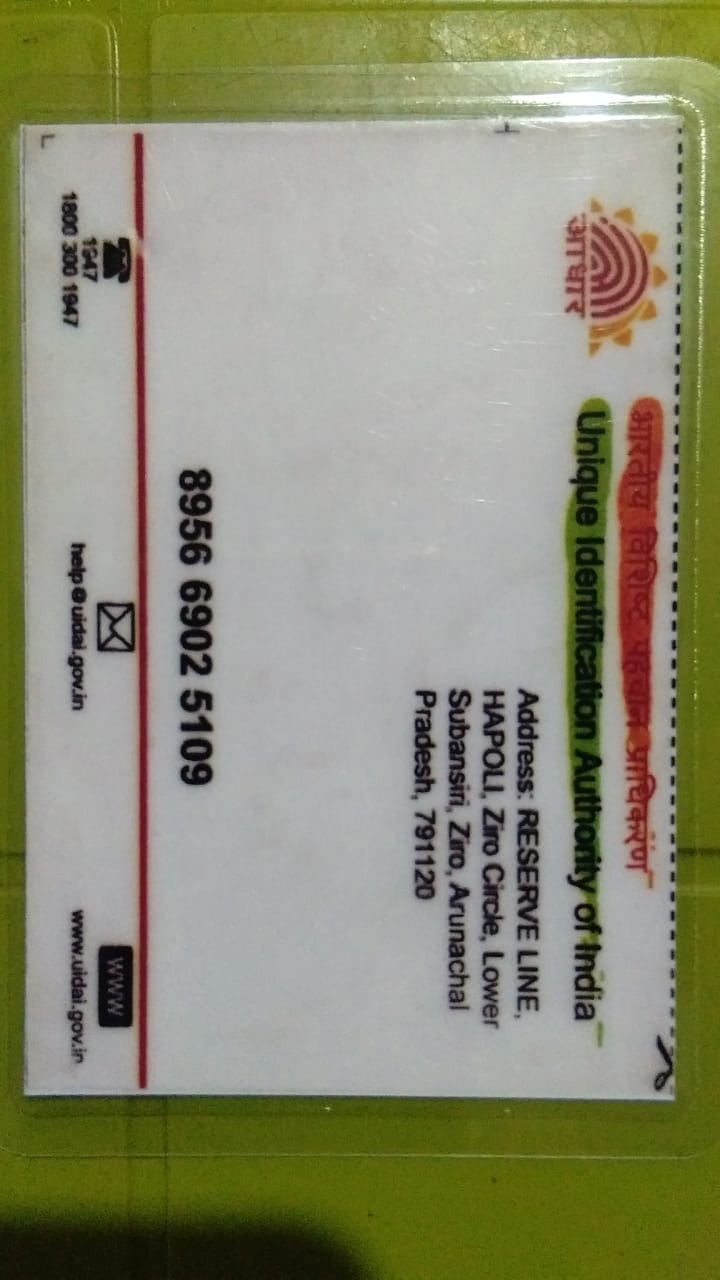 भारतीय विशिष्ट पहचान प्राधिकरण
Unique Identification Authority of India
आधार
Address: RESERVE LINE,
HAPOLI, Ziro Circle, Lower
Subansiri, Ziro, Arunachal
Pradesh, 791120
8956 6902 5109
1947
1800 300 1947
help@uidai.gov.in
WWW
www.uidai.gov.in